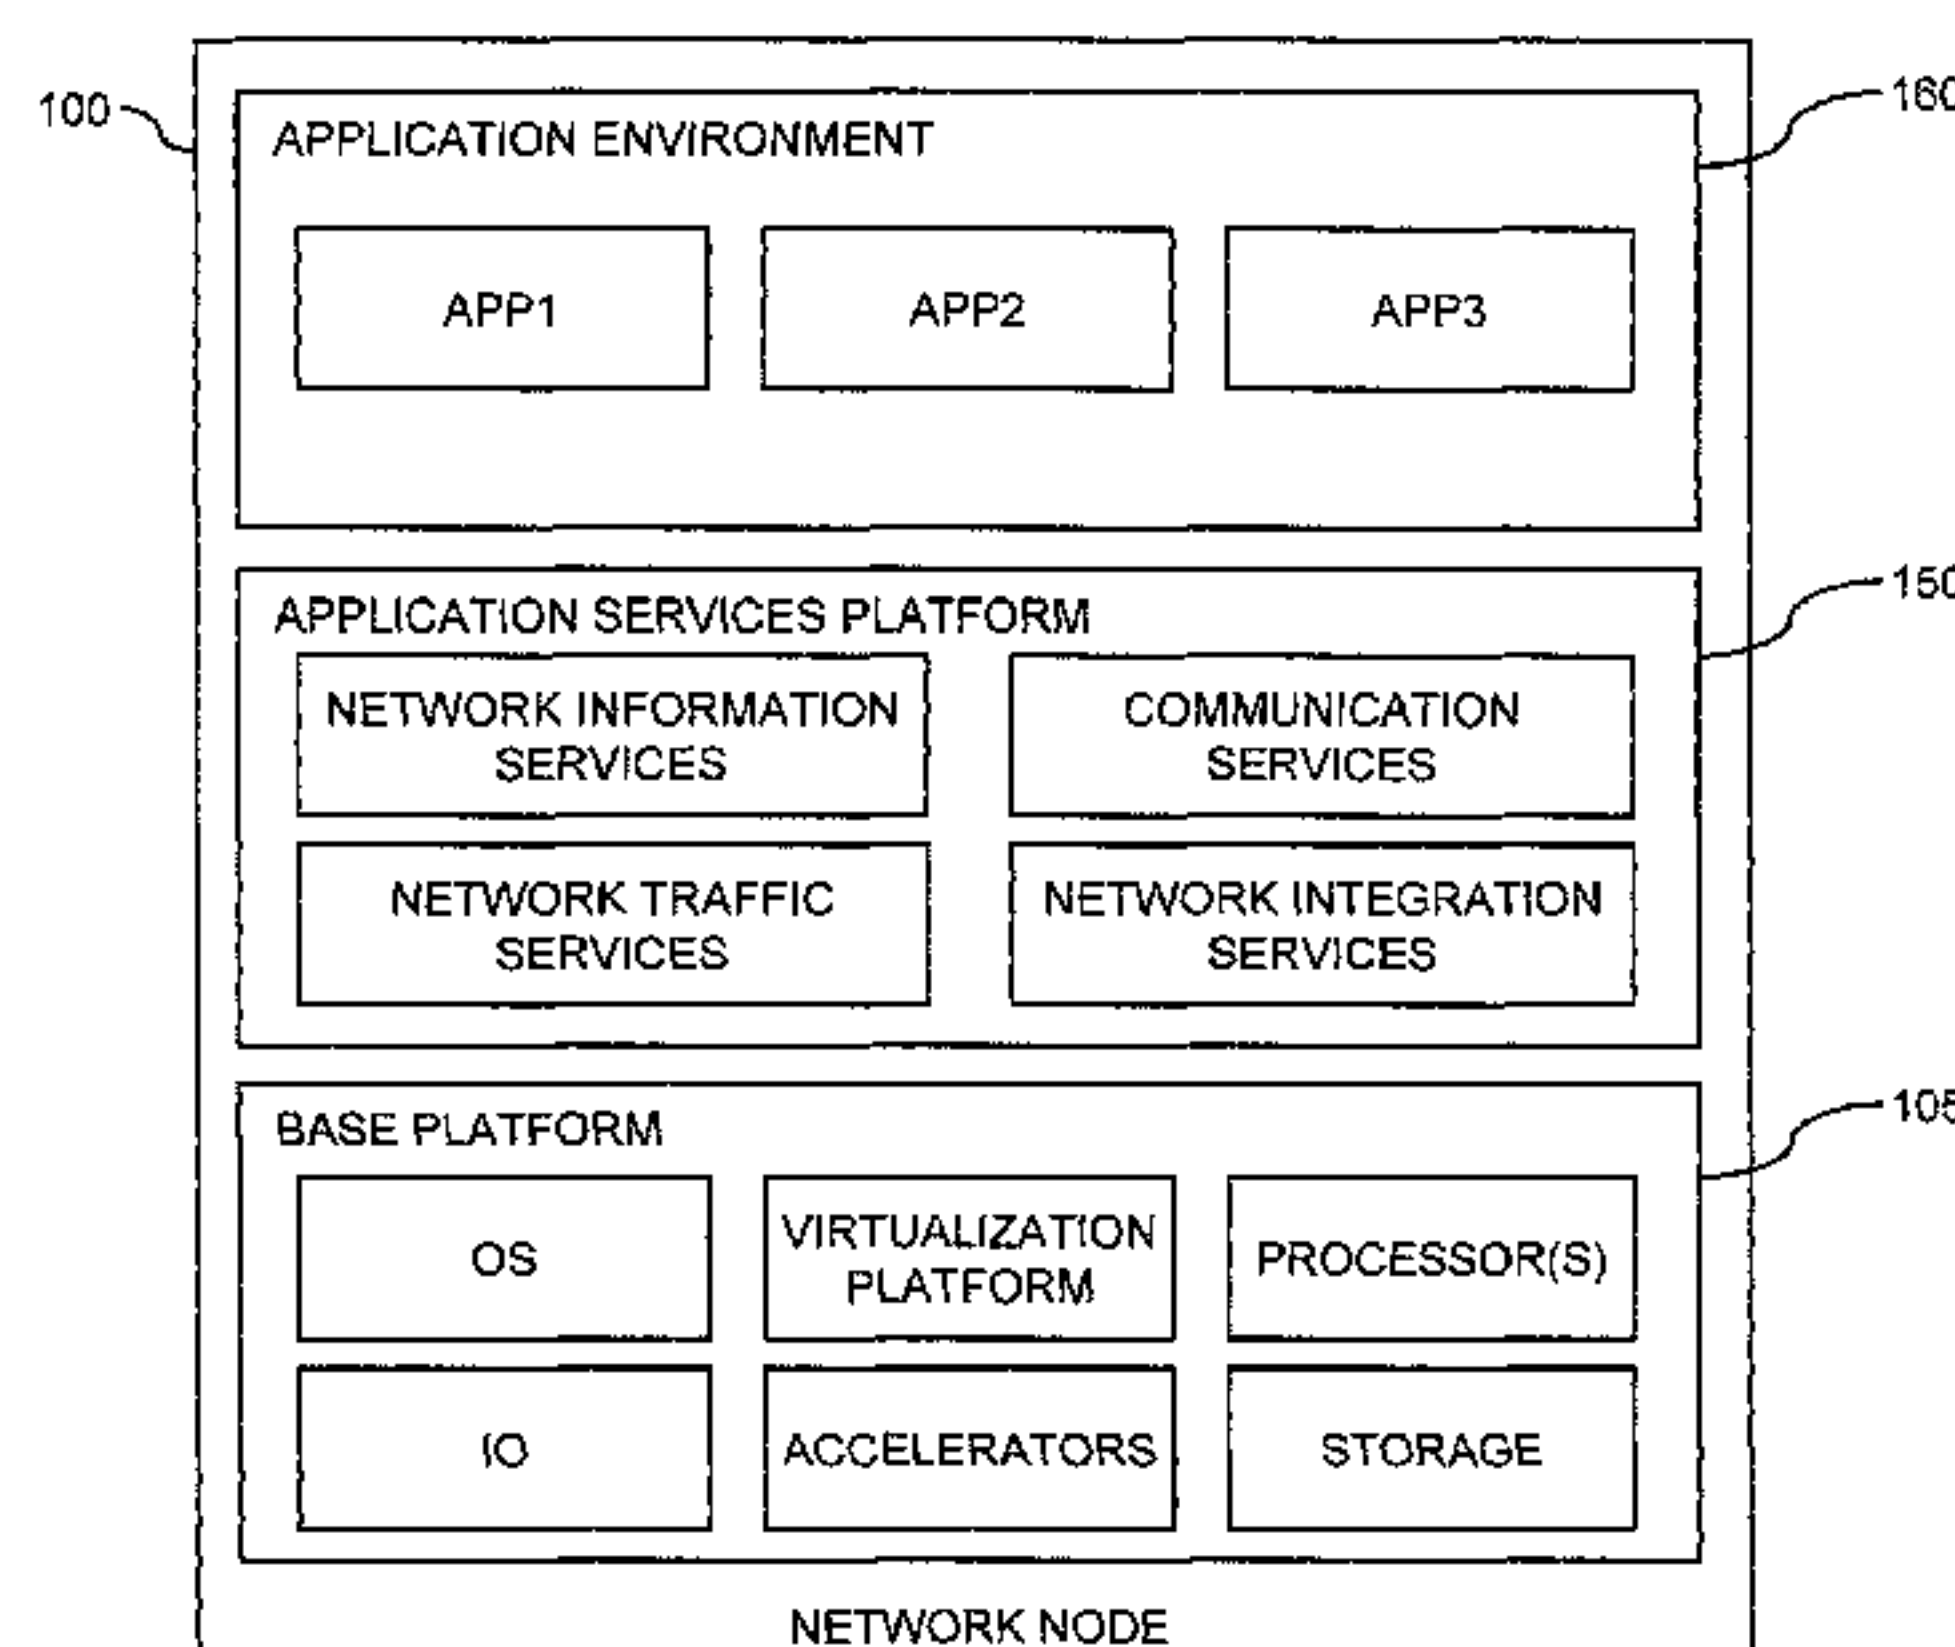 100
160
APPLICATION ENVIRONMENT
APP1
APP2
APP3
150
APPLICATION SERVICES PLATFORM
NETWORK INFORMATION
SERVICES
COMMUNICATION
SERVICES
NETWORK TRAFFIC
SERVICES
NETWORK INTEGRATION
SERVICES
105
BASE PLATFORM
OS
VIRTUALIZATION
PLATFORM
PROCESSOR(S)
IO
ACCELERATORS
STORAGE
NETWORK NODE